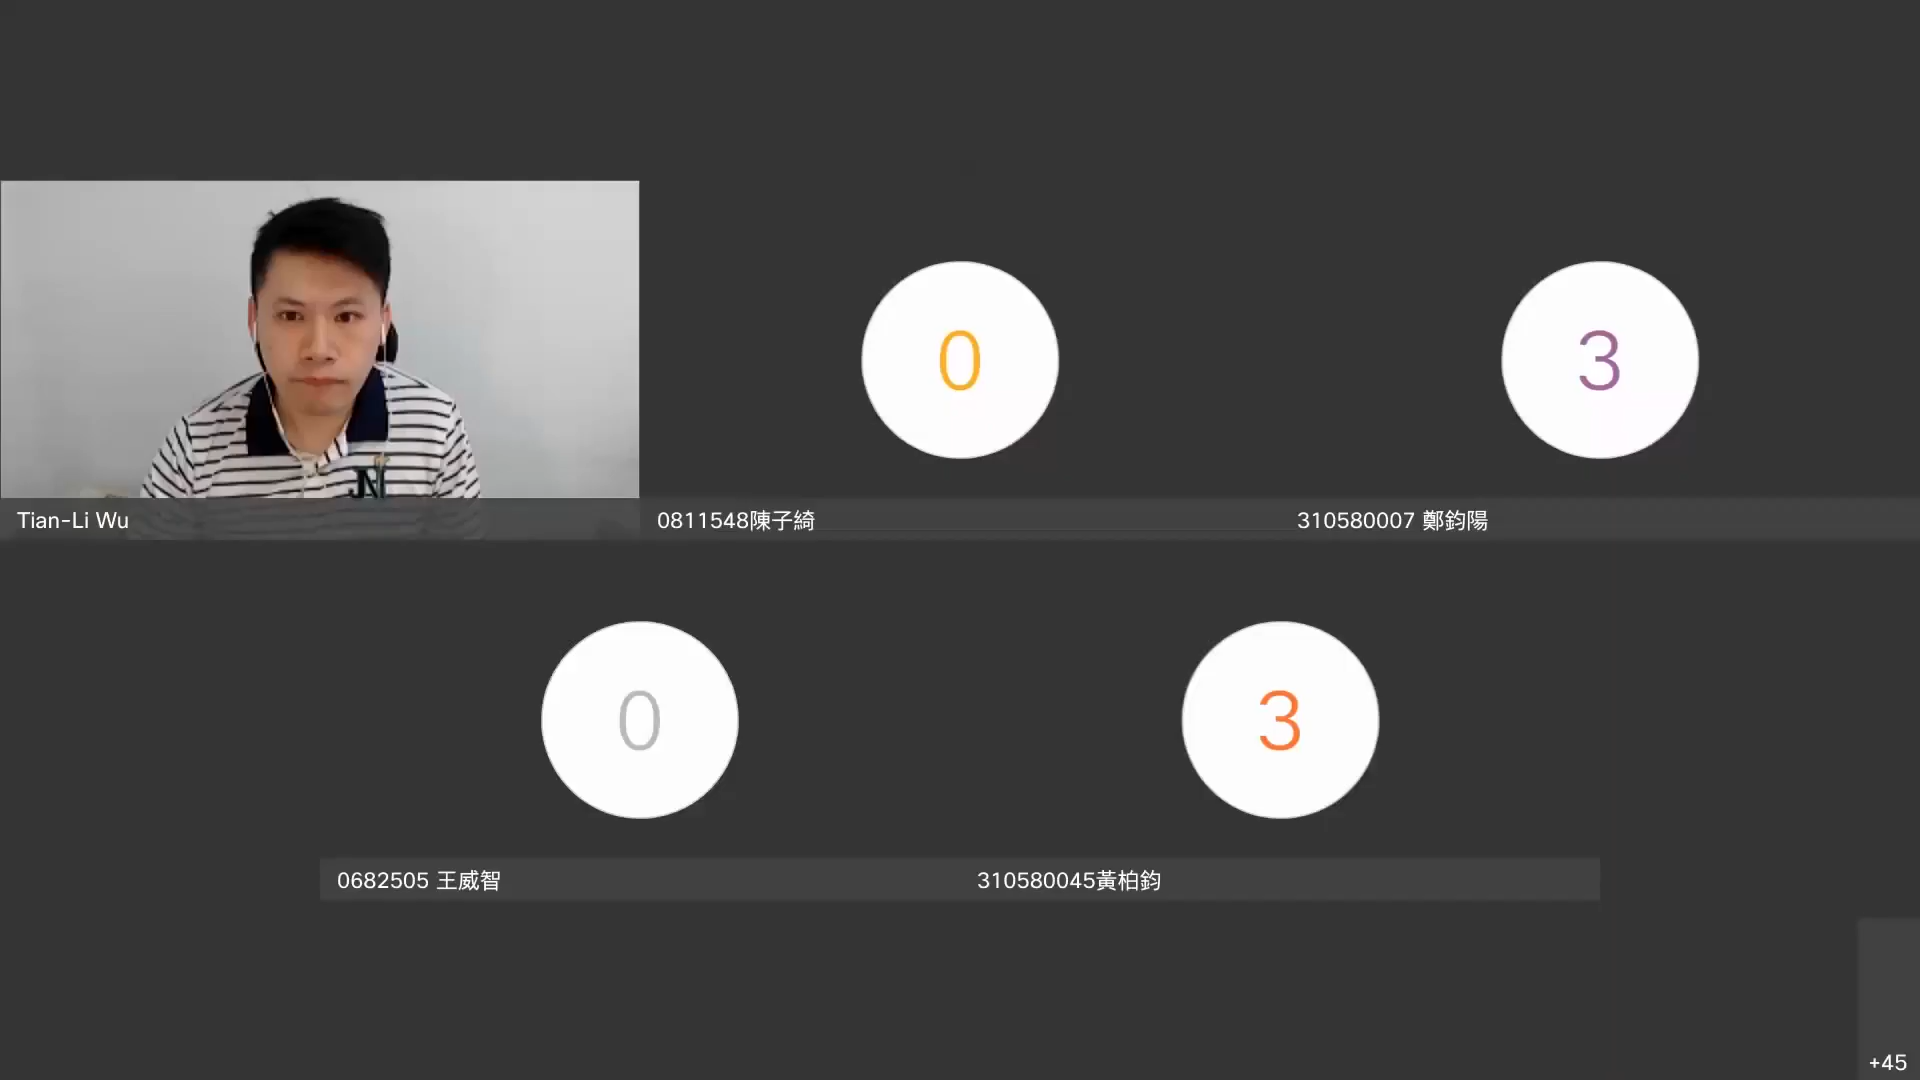 0
3
Tian-Li Wu
0811548陳子綺
310580007 鄭鈞陽
0
3
0682505 王威智
310580045黃柏鈞
+45